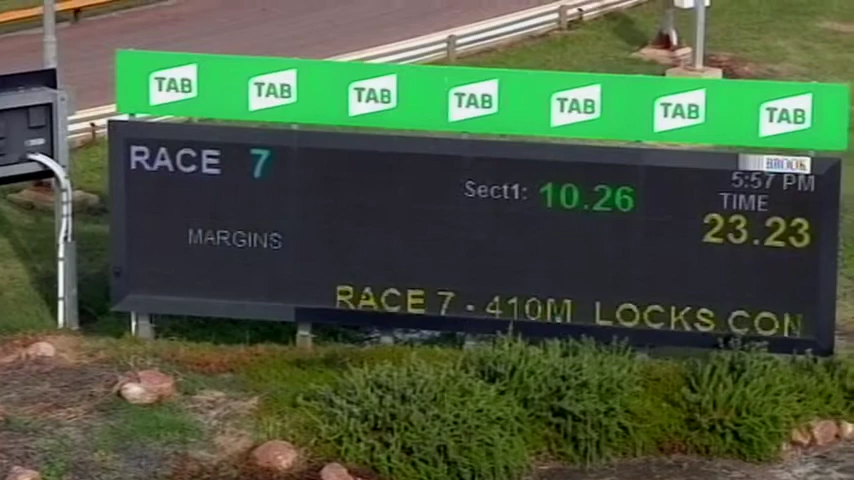 TAB TAB TAB TAB TAB TAB TAB
BROOK
RACE 7
5:57 PM
Sect1: 10.26
TIME
23.23
MARGINS
RACE 7 - 410M LOCKS CON